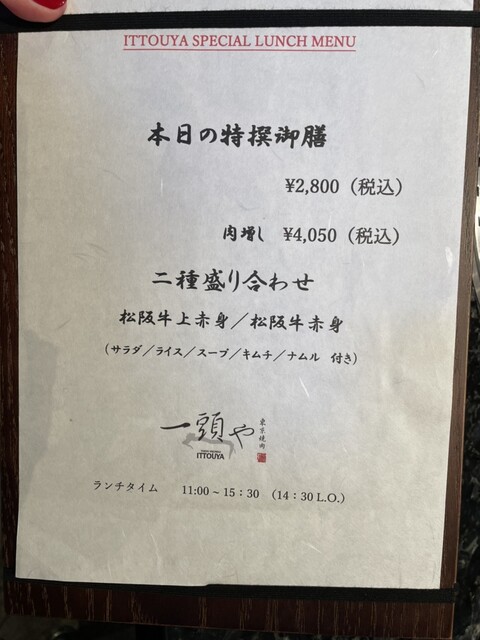 ITTOUYA SPECIAL LUNCH MENU
本日の特撰御膳
¥2,800（税込）
肉増し ¥4,050（税込）
二種盛り合わせ
松阪牛上赤身／松阪牛赤身
（サラダ／ライス／スープ／キムチ／ナムル 付き）
一頭や
東京焼肉
ITTOUYA
ランチタイム 11:00～15：30 （14：30 L.O.）